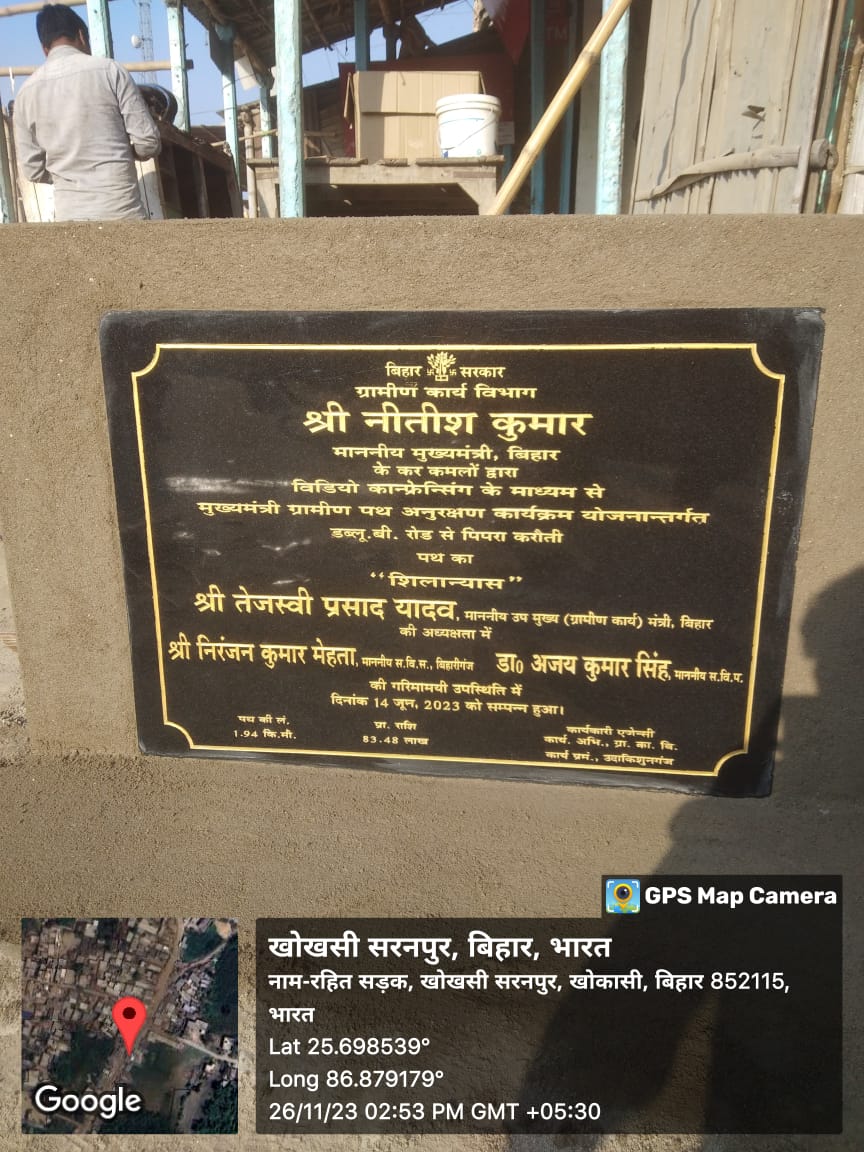 बिहार सरकार
ग्रामीण कार्य विभाग
श्री नीतीश कुमार
माननीय मुख्यमंत्री, बिहार
के कर कमलों द्वारा
विडियो कान्फ्रेन्सिंग के माध्यम से
मुख्यमंत्री ग्रामीण पथ अनुरक्षण कार्यक्रम योजनान्तर्गत
डब्लू.बी. रोड से पिपरा करौती
पथ का
“शिलान्यास”
श्री तेजस्वी प्रसाद यादव, माननीय उप मुख्य (ग्रामीण कार्य) मंत्री, बिहार
की अध्यक्षता में
श्री निरंजन कुमार मेहता, माननीय स.वि.स., बिहारीगंज डा0 अजय कुमार सिंह, माननीय स.वि.प.
की गरिमामयी उपस्थिति में
दिनांक 14 जून, 2023 को सम्पन्न हुआ।
पथ की लं. प्रा. राशि कार्यकारी एजेन्सी
1.94 कि.मी. 83.48 लाख कार्य. अभि., ग्रा. का. वि.
कार्य प्रमं., उदाकिशुनगंज
GPS Map Camera
खोखसी सरनपुर, बिहार, भारत
नाम-रहित सड़क, खोखसी सरनपुर, खोकासी, बिहार 852115,
भारत
Lat 25.698539°
Long 86.879179°
26/11/23 02:53 PM GMT +05:30
Google